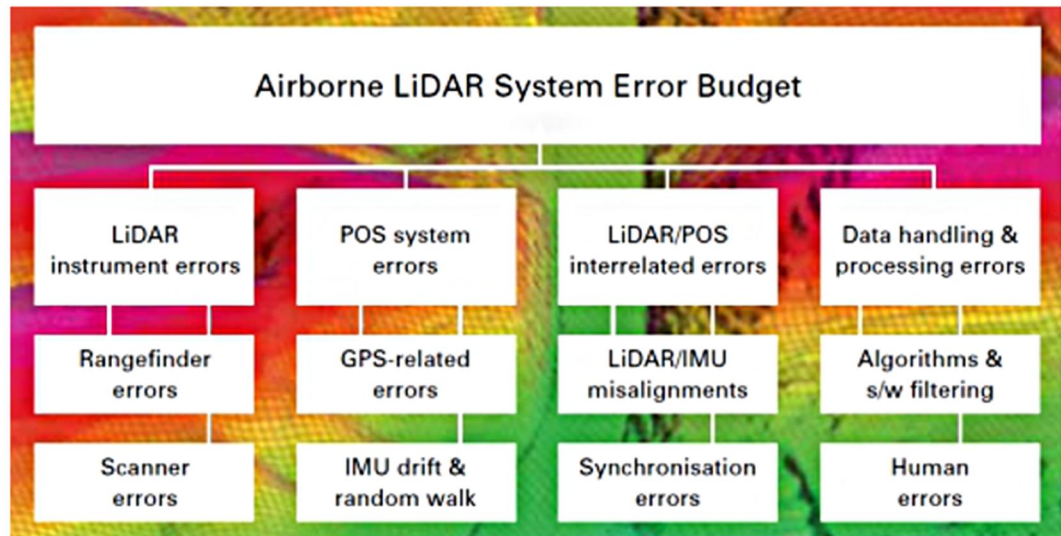 Airborne LiDAR System Error Budget
LiDAR
instrument errors
POS system
errors
LiDAR/POS
interrelated errors
Data handling &
processing errors
Rangefinder
errors
GPS-related
errors
LiDAR/IMU
misalignments
Algorithms &
s/w filtering
Scanner
errors
IMU drift &
random walk
Synchronisation
errors
Human
errors